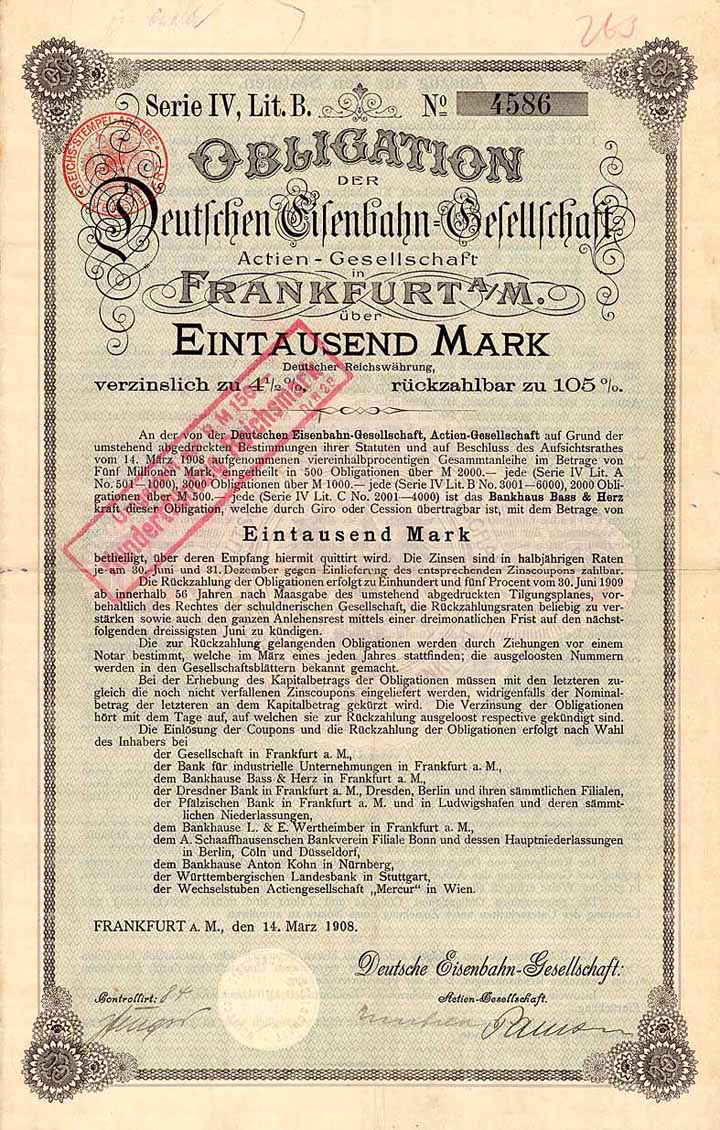 263
Serie IV, Lit. B. No 4586
REICHS-STEMPEL-ABGABE
OBLIGATION
DER
Deutschen Eisenbahn=Gesellschaft
Actien-Gesellschaft
in
FRANKFURT A/M.
über
EINTAUSEND MARK
Deutscher Reichswährung,
verzinslich zu 4½%, rückzahlbar zu 105%.
An der von der Deutschen Eisenbahn-Gesellschaft, Actien-Gesellschaft auf Grund der
umstehend abgedruckten Bestimmungen ihrer Statuten und auf Beschluss des Aufsichtsrathes
vom 14. März 1908 aufgenommenen viereinhalbprocentigen Gesammtanleihe im Betrage von
Fünf Millionen Mark, eingetheilt in 500 Obligationen über M 2000.— jede (Serie IV Lit. A
No. 501—1000), 3000 Obligationen über M 1000.— jede (Serie IV Lit. B No. 3001—6000), 2000 Obli-
gationen über M 500.— jede (Serie IV Lit. C No. 2001—4000) ist das Bankhaus Bass & Herz
kraft dieser Obligation, welche durch Giro oder Cession übertragbar ist, mit dem Betrage von
Eintausend Mark
betheiligt, über deren Empfang hiermit quittirt wird. Die Zinsen sind in halbjährigen Raten
je am 30. Juni und 31. Dezember gegen Einlieferung des entsprechenden Zinscoupons zahlbar.
Die Rückzahlung der Obligationen erfolgt zu Einhundert und fünf Procent vom 30. Juni 1909
ab innerhalb 56 Jahren nach Maasgabe des umstehend abgedruckten Tilgungsplanes, vor-
behaltlich des Rechtes der schuldnerischen Gesellschaft, die Rückzahlungsraten beliebig zu ver-
stärken sowie auch den ganzen Anlehensrest mittels einer dreimonatlichen Frist auf den nächst-
folgenden dreissigsten Juni zu kündigen.
Die zur Rückzahlung gelangenden Obligationen werden durch Ziehungen vor einem
Notar bestimmt, welche im März eines jeden Jahres stattfinden; die ausgeloosten Nummern
werden in den Gesellschaftsblättern bekannt gemacht.
Bei der Erhebung des Kapitalbetrags der Obligationen müssen mit den letzteren zu-
gleich die noch nicht verfallenen Zinscoupons eingeliefert werden, widrigenfalls der Nominal-
betrag der letzteren an dem Kapitalbetrag gekürzt wird. Die Verzinsung der Obligationen
hört mit dem Tage auf, auf welchen sie zur Rückzahlung ausgeloost respective gekündigt sind.
Die Einlösung der Coupons und die Rückzahlung der Obligationen erfolgt nach Wahl
des Inhabers bei
der Gesellschaft in Frankfurt a. M.,
der Bank für industrielle Unternehmungen in Frankfurt a. M.,
dem Bankhause Bass & Herz in Frankfurt a. M.,
der Dresdner Bank in Frankfurt a. M., Dresden, Berlin und ihren sämmtlichen Filialen,
der Pfälzischen Bank in Frankfurt a. M. und in Ludwigshafen und deren sämmt-
lichen Niederlassungen,
dem Bankhause L. & E. Wertheimber in Frankfurt a. M.,
dem A. Schaaffhausenschen Bankverein Filiale Bonn und dessen Hauptniederlassungen
in Berlin, Cöln und Düsseldorf,
dem Bankhause Anton Kohn in Nürnberg,
der Württembergischen Landesbank in Stuttgart,
der Wechselstuben Actiengesellschaft „Mercur" in Wien.
FRANKFURT A. M., den 14. März 1908.
Deutsche Eisenbahn-Gesellschaft:
Controllirt: 84 Actien-Gesellschaft.